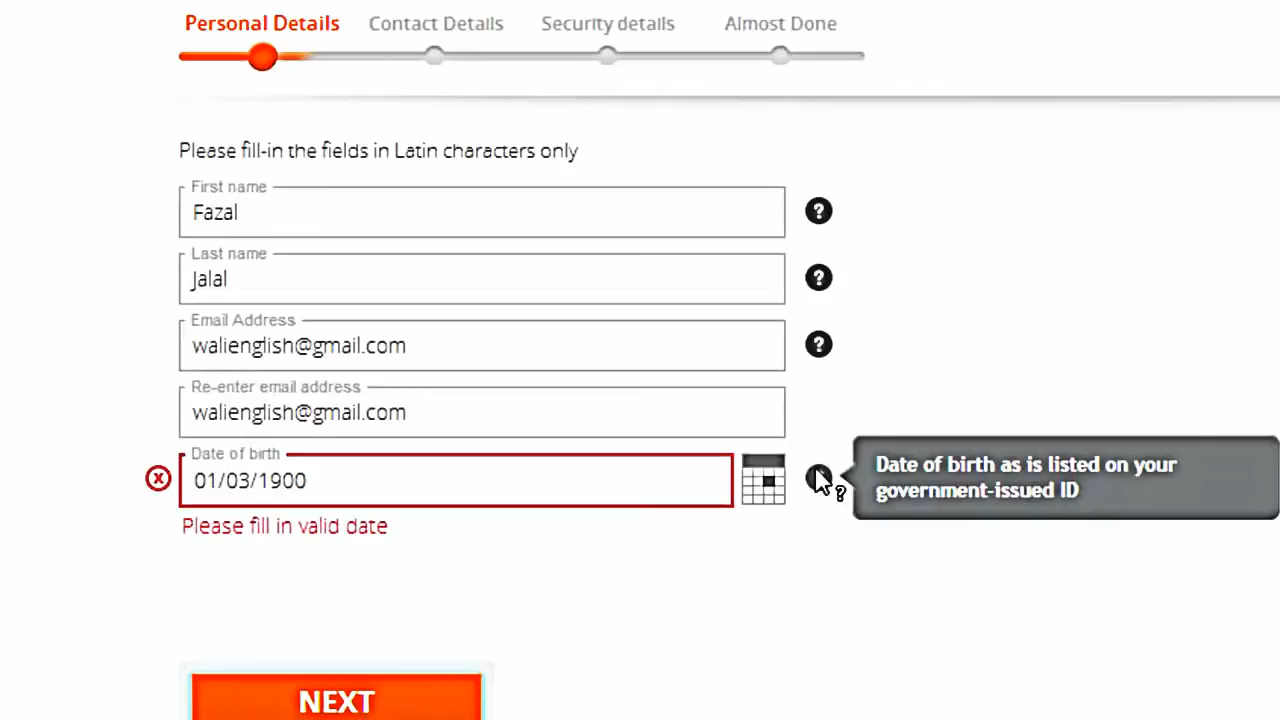 Personal Details Contact Details Security details Almost Done
Please fill-in the fields in Latin characters only
First name
Fazal
?
Last name
Jalal
?
Email Address
walienglish@gmail.com
?
Re-enter email address
walienglish@gmail.com
Date of birth
01/03/1900
Please fill in valid date
Date of birth as is listed on your
government-issued ID
NEXT